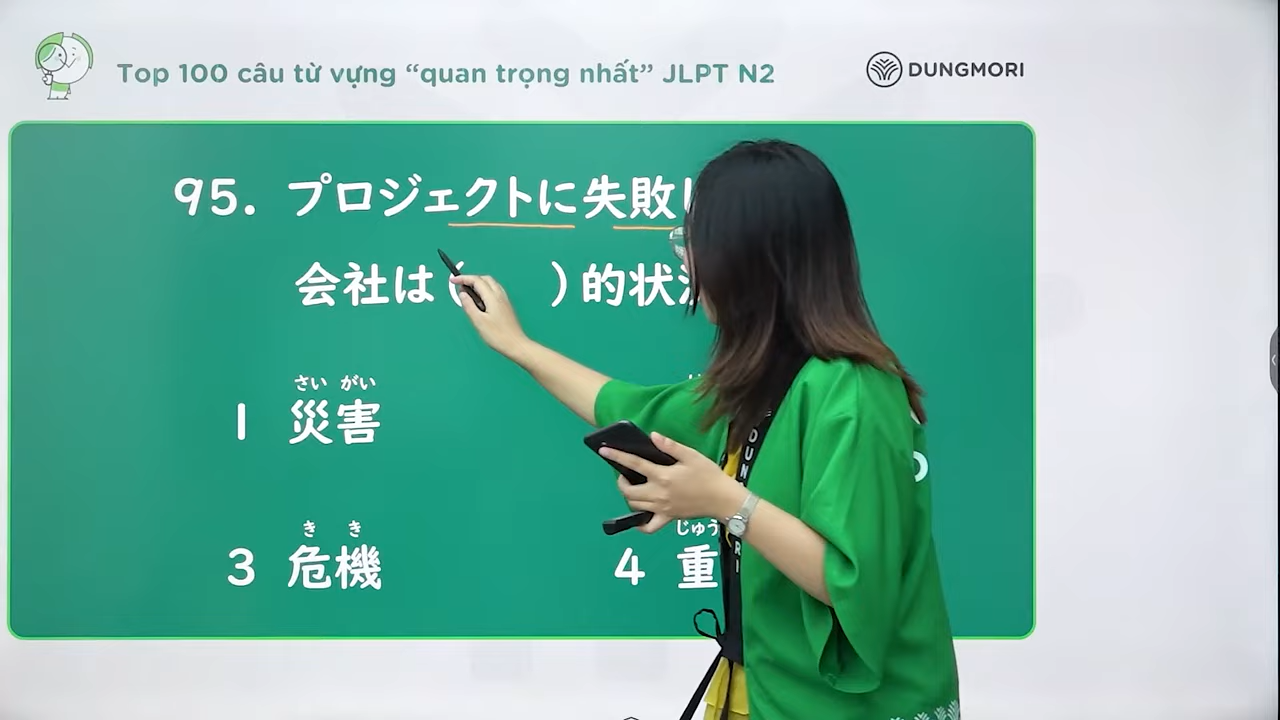 Top 100 câu từ vựng “quan trọng nhất” JLPT N2
DUNGMORI
95. プロジェクトに失敗し
会社は( )的状況
さい がい
1 災害
きき
3 危機
じゅう
4 重